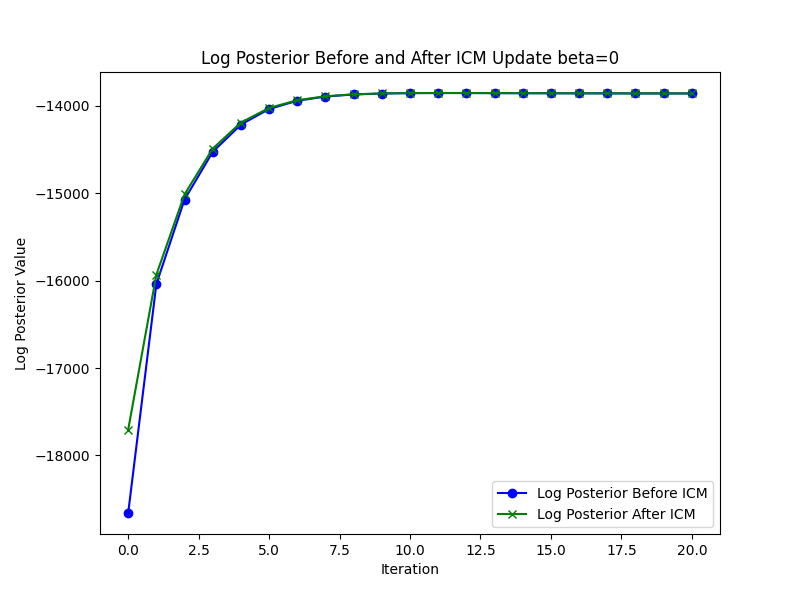 Log Posterior Before and After ICM Update beta=0
Log Posterior Value
−14000
−15000
−16000
−17000
−18000
Log Posterior Before ICM
Log Posterior After ICM
0.0 2.5 5.0 7.5 10.0 12.5 15.0 17.5 20.0
Iteration